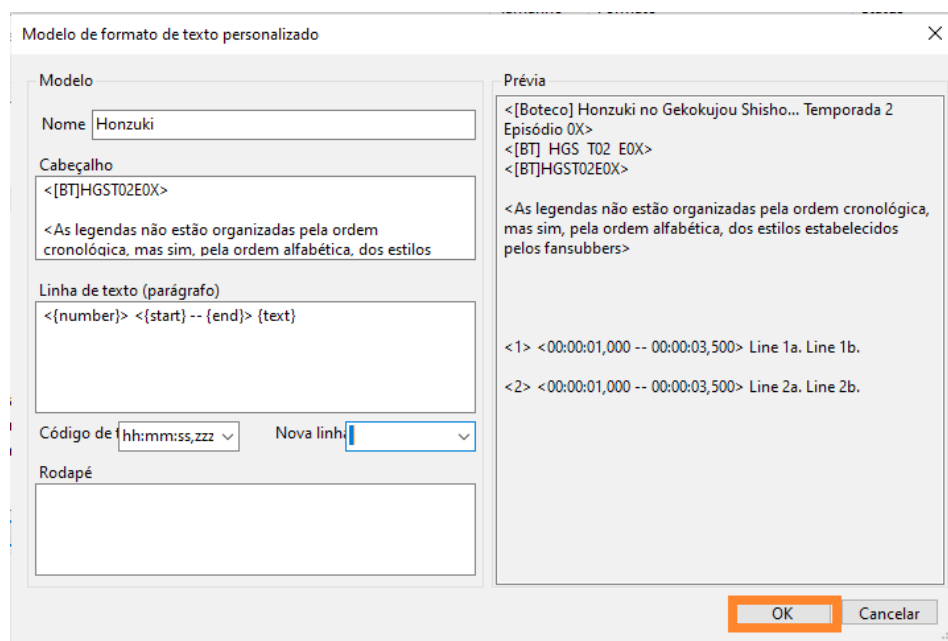 Modelo de formato de texto personalizado
Modelo
Nome Honzuki
Cabeçalho
<[BT]HGST02E0X>
<As legendas não estão organizadas pela ordem
cronológica, mas sim, pela ordem alfabética, dos estilos
Linha de texto (parágrafo)
<{number}> <{start} -- {end}> {text}
Código de hh:mm:ss,zzz Nova linha
Rodapé
Prévia
<[Boteco] Honzuki no Gekokujou Shisho... Temporada 2
Episódio 0X>
<[BT]_HGS_T02_E0X>
<[BT]HGST02E0X>
<As legendas não estão organizadas pela ordem cronológica,
mas sim, pela ordem alfabética, dos estilos estabelecidos
pelos fansubbers>
<1> <00:00:01,000 -- 00:00:03,500> Line 1a. Line 1b.
<2> <00:00:01,000 -- 00:00:03,500> Line 2a. Line 2b.
OK Cancelar